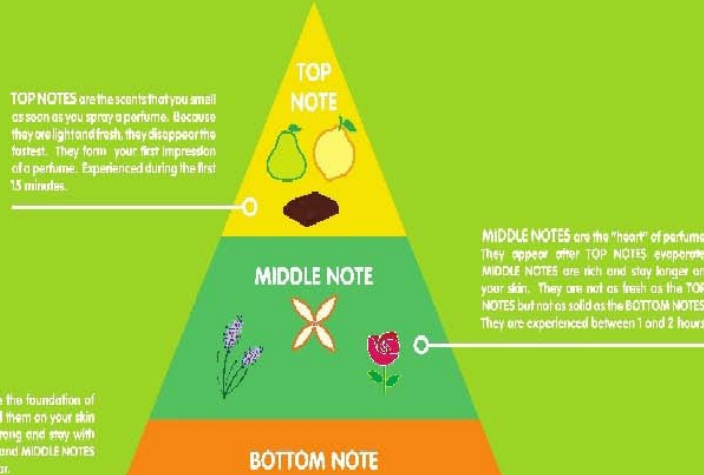 TOP
NOTE
TOP NOTES are the scents that you smell
as soon as you spray a perfume. Because
they are light and fresh, they disappear the
fastest. They form your first impression
of a perfume. Experienced during the first
15 minutes.
MIDDLE NOTES are the "heart" of perfume
They appear after TOP NOTES evaporate
MIDDLE NOTES are rich and stay longer on
your skin. They are not as fresh as the TOP
NOTES but not as solid as the BOTTOM NOTES
They are experienced between 1 and 2 hours
MIDDLE NOTE
the foundation of
them on your skin
and stay with
and MIDDLE NOTES
BOTTOM NOTE